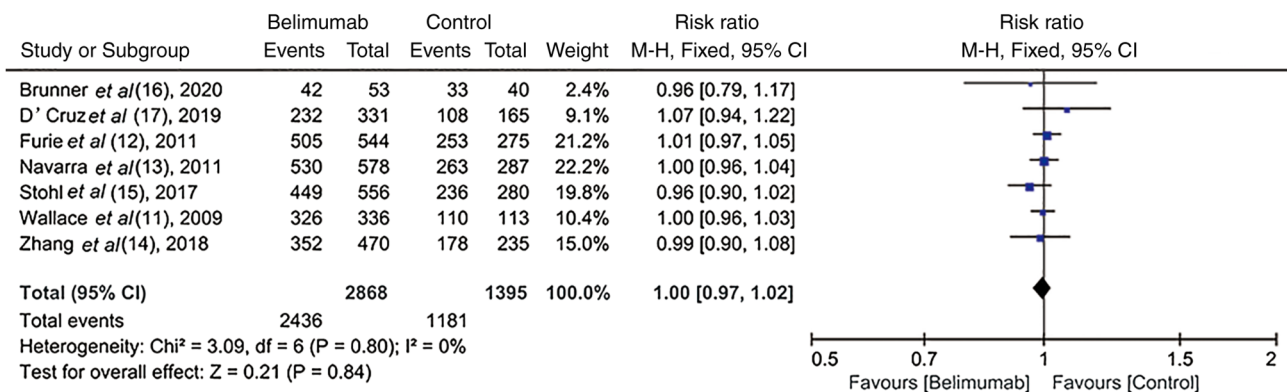 Belimumab Control Risk ratio Risk ratio
Study or Subgroup Events Total Events Total Weight M-H, Fixed, 95% CI M-H, Fixed, 95% CI
Brunner et al(16), 2020 42 53 33 40 2.4% 0.96 [0.79, 1.17]
D’Cruz et al (17), 2019 232 331 108 165 9.1% 1.07 [0.94, 1.22]
Furie et al (12), 2011 505 544 253 275 21.2% 1.01 [0.97, 1.05]
Navarra et al(13), 2011 530 578 263 287 22.2% 1.00 [0.96, 1.04]
Stohl et al (15), 2017 449 556 236 280 19.8% 0.96 [0.90, 1.02]
Wallace et al(11), 2009 326 336 110 113 10.4% 1.00 [0.96, 1.03]
Zhang et al(14), 2018 352 470 178 235 15.0% 0.99 [0.90, 1.08]
Total (95% CI) 2868 1395 100.0% 1.00 [0.97, 1.02]
Total events 2436 1181
Heterogeneity: Chi² = 3.09, df = 6 (P = 0.80); I² = 0%
Test for overall effect: Z = 0.21 (P = 0.84)
0.5 0.7 1 1.5 2
Favours [Belimumab] Favours [Control]